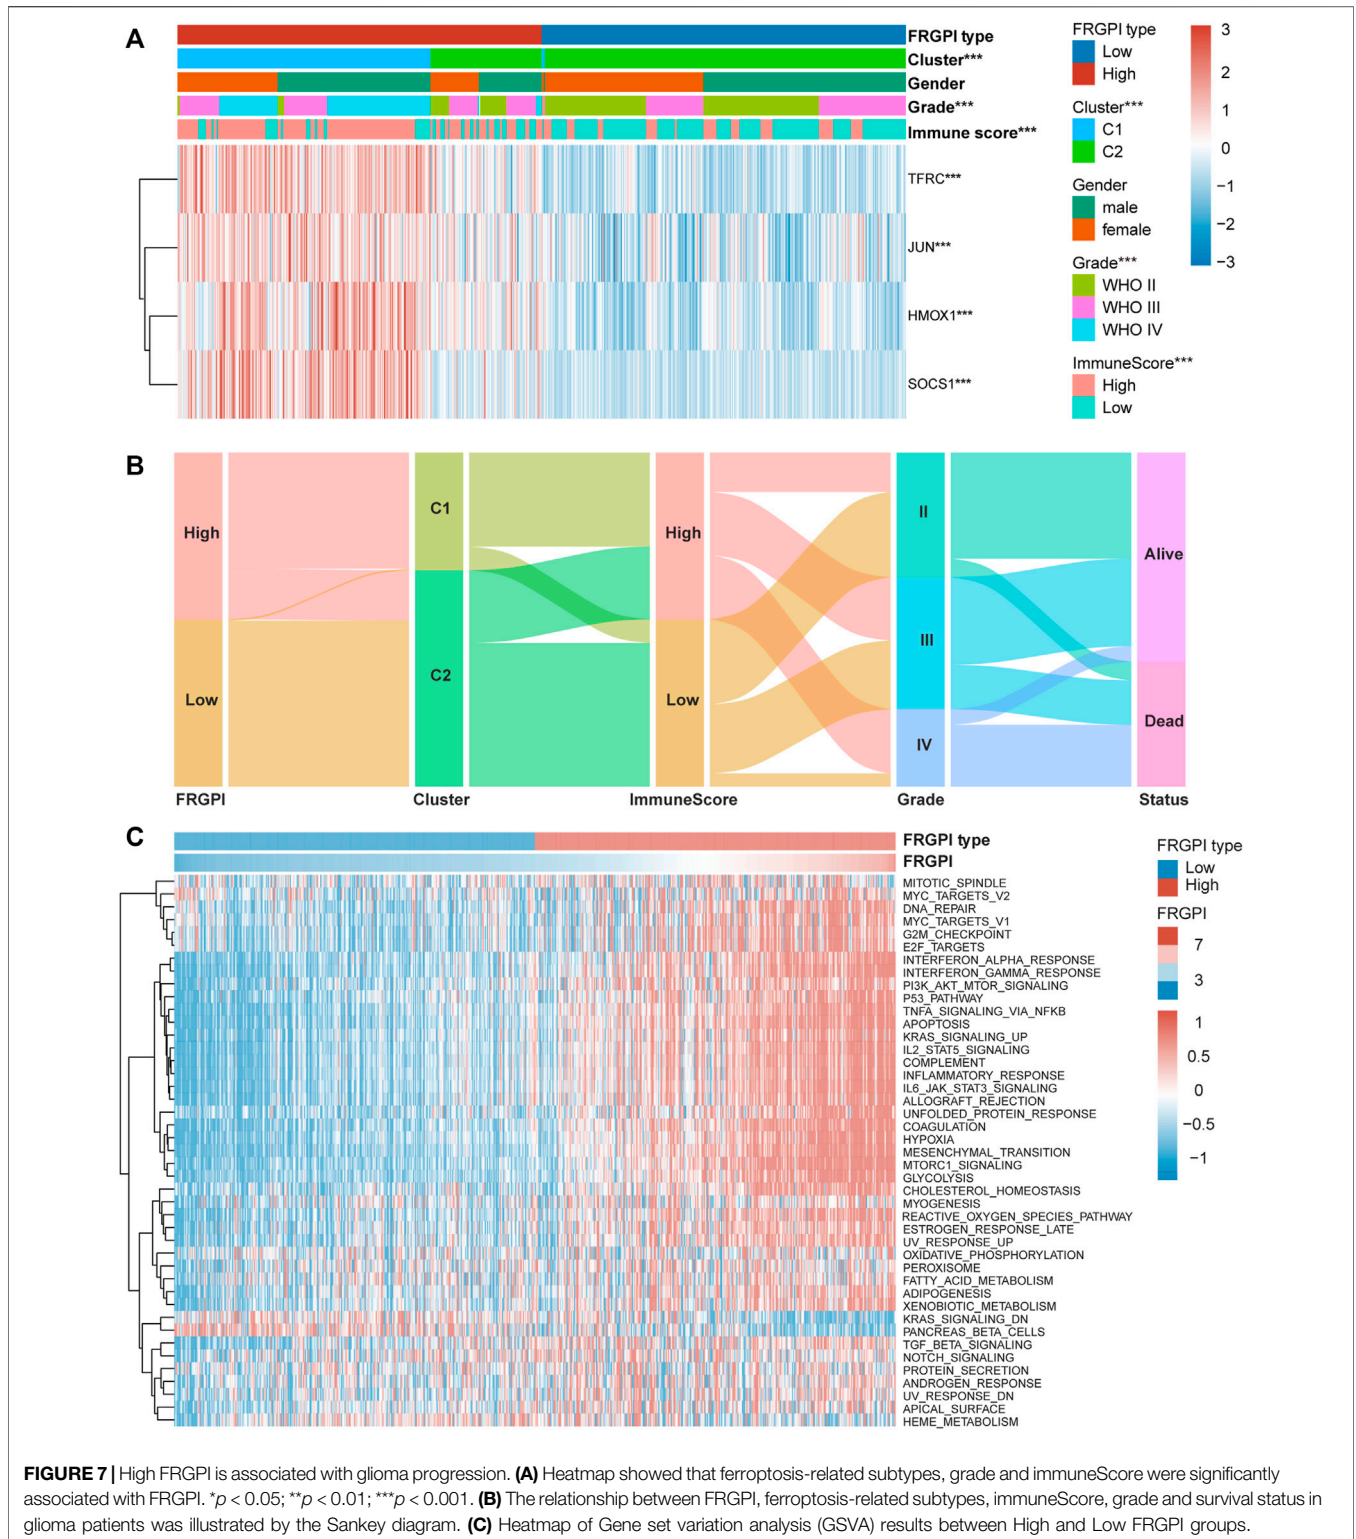 A
FRGPI type
Cluster***
Gender
Grade***
Immune score***
TFRC***
JUN***
HMOX1***
SOCS1***
FRGPI type
Low
High
Cluster***
C1
C2
Gender
male
female
Grade***
WHO II
WHO III
WHO IV
ImmuneScore***
High
Low
3
2
1
0
−1
−2
−3
B
High
Low
FRGPI
C1
C2
Cluster
High
Low
ImmuneScore
II
III
IV
Grade
Alive
Dead
Status
C
FRGPI type
FRGPI
MITOTIC_SPINDLE
MYC_TARGETS_V2
DNA_REPAIR
MYC_TARGETS_V1
G2M_CHECKPOINT
E2F_TARGETS
INTERFERON_ALPHA_RESPONSE
INTERFERON_GAMMA_RESPONSE
PI3K_AKT_MTOR_SIGNALING
P53_PATHWAY
TNFA_SIGNALING_VIA_NFKB
APOPTOSIS
KRAS_SIGNALING_UP
IL2_STAT5_SIGNALING
COMPLEMENT
INFLAMMATORY_RESPONSE
IL6_JAK_STAT3_SIGNALING
ALLOGRAFT_REJECTION
UNFOLDED_PROTEIN_RESPONSE
COAGULATION
HYPOXIA
MESENCHYMAL_TRANSITION
MTORC1_SIGNALING
GLYCOLYSIS
CHOLESTEROL_HOMEOSTASIS
MYOGENESIS
REACTIVE_OXYGEN_SPECIES_PATHWAY
ESTROGEN_RESPONSE_LATE
UV_RESPONSE_UP
OXIDATIVE_PHOSPHORYLATION
PEROXISOME
FATTY_ACID_METABOLISM
ADIPOGENESIS
XENOBIOTIC_METABOLISM
KRAS_SIGNALING_DN
PANCREAS_BETA_CELLS
TGF_BETA_SIGNALING
NOTCH_SIGNALING
PROTEIN_SECRETION
ANDROGEN_RESPONSE
UV_RESPONSE_DN
APICAL_SURFACE
HEME_METABOLISM
FRGPI type
Low
High
FRGPI
7
3
1
0.5
0
−0.5
−1
FIGURE 7 | High FRGPI is associated with glioma progression. (A) Heatmap showed that ferroptosis-related subtypes, grade and immuneScore were significantly
associated with FRGPI. *p < 0.05; **p < 0.01; ***p < 0.001. (B) The relationship between FRGPI, ferroptosis-related subtypes, immuneScore, grade and survival status in
glioma patients was illustrated by the Sankey diagram. (C) Heatmap of Gene set variation analysis (GSVA) results between High and Low FRGPI groups.